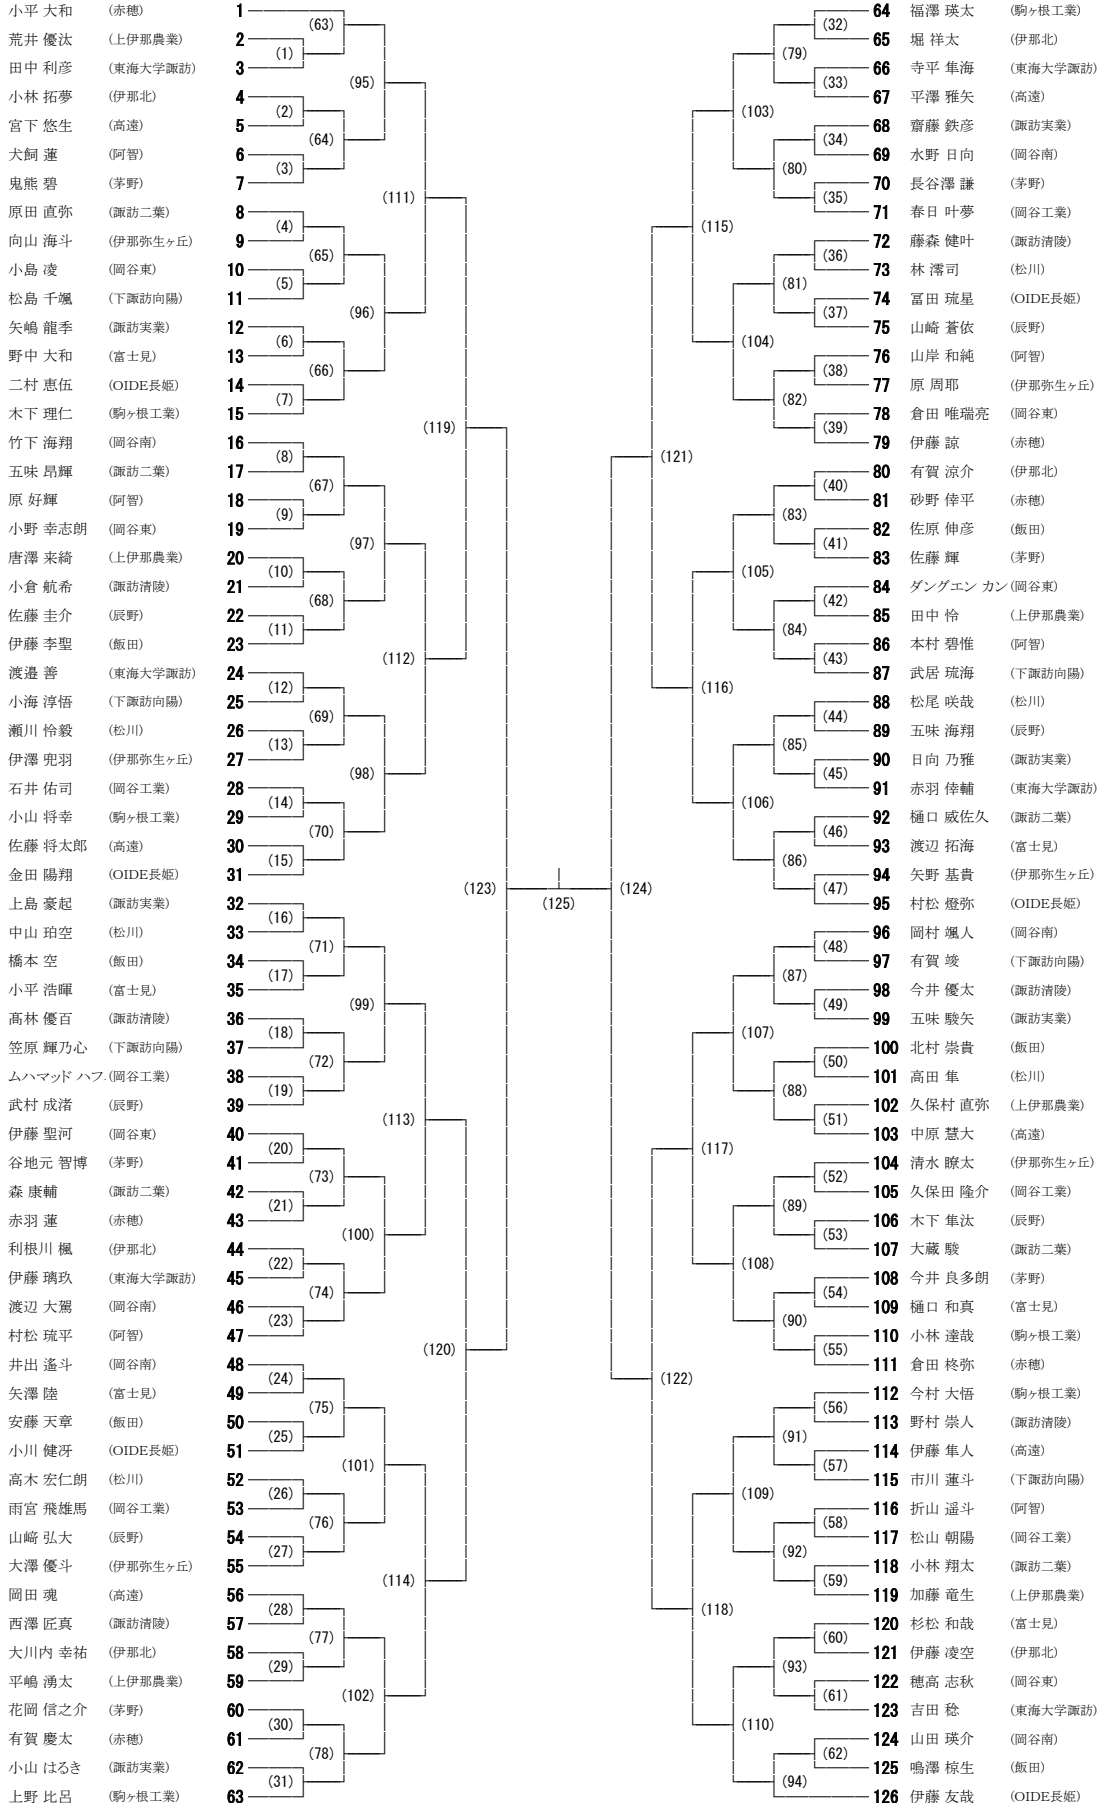 小平 大和 (赤穂) 1
荒井 優汰 (上伊那農業) 2
田中 利彦 (東海大学諏訪) 3
小林 拓夢 (伊那北) 4
宮下 悠生 (高遠) 5
犬飼 蓮 (阿智) 6
鬼熊 碧 (茅野) 7
原田 直弥 (諏訪二葉) 8
向山 海斗 (伊那弥生ヶ丘) 9
小島 凌 (岡谷東) 10
松島 千颯 (下諏訪向陽) 11
矢嶋 龍季 (諏訪実業) 12
野中 大和 (富士見) 13
二村 恵伍 (OIDE長姫) 14
木下 理仁 (駒ヶ根工業) 15
竹下 海翔 (岡谷南) 16
五味 昂輝 (諏訪二葉) 17
原 好輝 (阿智) 18
小野 幸志朗 (岡谷東) 19
唐澤 来綺 (上伊那農業) 20
小倉 航希 (諏訪清陵) 21
佐藤 圭介 (辰野) 22
伊藤 李聖 (飯田) 23
渡邉 善 (東海大学諏訪) 24
小海 淳悟 (下諏訪向陽) 25
瀬川 怜毅 (松川) 26
伊澤 兜羽 (伊那弥生ヶ丘) 27
石井 佑司 (岡谷工業) 28
小山 将幸 (駒ヶ根工業) 29
佐藤 将太郎 (高遠) 30
金田 陽翔 (OIDE長姫) 31
上島 豪起 (諏訪実業) 32
中山 珀空 (松川) 33
橋本 空 (飯田) 34
小平 浩暉 (富士見) 35
髙林 優百 (諏訪清陵) 36
笠原 輝乃心 (下諏訪向陽) 37
ムハマッド ハフ (岡谷工業) 38
武村 成渚 (辰野) 39
伊藤 聖河 (岡谷東) 40
谷地元 智博 (茅野) 41
森 康輔 (諏訪二葉) 42
赤羽 蓮 (赤穂) 43
利根川 楓 (伊那北) 44
伊藤 璃玖 (東海大学諏訪) 45
渡辺 大駕 (岡谷南) 46
村松 琉平 (阿智) 47
井出 遙斗 (岡谷南) 48
矢澤 陸 (富士見) 49
安藤 天章 (飯田) 50
小川 健冴 (OIDE長姫) 51
高木 宏仁朗 (松川) 52
雨宮 飛雄馬 (岡谷工業) 53
山﨑 弘大 (辰野) 54
大澤 優斗 (伊那弥生ヶ丘) 55
岡田 魂 (高遠) 56
西澤 匠真 (諏訪清陵) 57
大川内 幸祐 (伊那北) 58
平嶋 湧太 (上伊那農業) 59
花岡 信之介 (茅野) 60
有賀 慶太 (赤穂) 61
小山 はるき (諏訪実業) 62
上野 比呂 (駒ヶ根工業) 63
(1)
(2)
(3)
(4)
(5)
(6)
(7)
(8)
(9)
(10)
(11)
(12)
(13)
(14)
(15)
(16)
(17)
(18)
(19)
(20)
(21)
(22)
(23)
(24)
(25)
(26)
(27)
(28)
(29)
(30)
(31)
(63)
(64)
(65)
(66)
(67)
(68)
(69)
(70)
(71)
(72)
(73)
(74)
(75)
(76)
(77)
(78)
(95)
(96)
(97)
(98)
(99)
(100)
(101)
(102)
(111)
(112)
(113)
(114)
(119)
(120)
(123)
(125)
(124)
(121)
(122)
(115)
(116)
(117)
(118)
(103)
(104)
(105)
(106)
(107)
(108)
(109)
(110)
(79)
(80)
(81)
(82)
(83)
(84)
(85)
(86)
(87)
(88)
(89)
(90)
(91)
(92)
(93)
(94)
(32)
(33)
(34)
(35)
(36)
(37)
(38)
(39)
(40)
(41)
(42)
(43)
(44)
(45)
(46)
(47)
(48)
(49)
(50)
(51)
(52)
(53)
(54)
(55)
(56)
(57)
(58)
(59)
(60)
(61)
(62)
64 福澤 瑛太 (駒ヶ根工業)
65 堀 祥太 (伊那北)
66 寺平 隼海 (東海大学諏訪)
67 平澤 雅矢 (高遠)
68 齋藤 鉄彦 (諏訪実業)
69 水野 日向 (岡谷南)
70 長谷澤 謙 (茅野)
71 春日 叶夢 (岡谷工業)
72 藤森 健叶 (諏訪清陵)
73 林 澪司 (松川)
74 冨田 琉星 (OIDE長姫)
75 山崎 蒼依 (辰野)
76 山岸 和純 (阿智)
77 原 周耶 (伊那弥生ヶ丘)
78 倉田 唯瑞亮 (岡谷東)
79 伊藤 諒 (赤穂)
80 有賀 涼介 (伊那北)
81 砂野 倖平 (赤穂)
82 佐原 伸彦 (飯田)
83 佐藤 輝 (茅野)
84 ダングエン カン (岡谷東)
85 田中 怜 (上伊那農業)
86 本村 碧惟 (阿智)
87 武居 琉海 (下諏訪向陽)
88 松尾 咲哉 (松川)
89 五味 海翔 (辰野)
90 日向 乃雅 (諏訪実業)
91 赤羽 倖輔 (東海大学諏訪)
92 樋口 威佐久 (諏訪二葉)
93 渡辺 拓海 (富士見)
94 矢野 基貴 (伊那弥生ヶ丘)
95 村松 燈弥 (OIDE長姫)
96 岡村 颯人 (岡谷南)
97 有賀 竣 (下諏訪向陽)
98 今井 優太 (諏訪清陵)
99 五味 駿矢 (諏訪実業)
100 北村 崇貴 (飯田)
101 高田 隼 (松川)
102 久保村 直弥 (上伊那農業)
103 中原 慧大 (高遠)
104 清水 瞭太 (伊那弥生ヶ丘)
105 久保田 隆介 (岡谷工業)
106 木下 隼汰 (辰野)
107 大蔵 駿 (諏訪二葉)
108 今井 良多朗 (茅野)
109 樋口 和真 (富士見)
110 小林 達哉 (駒ヶ根工業)
111 倉田 柊弥 (赤穂)
112 今村 大悟 (駒ヶ根工業)
113 野村 崇人 (諏訪清陵)
114 伊藤 隼人 (高遠)
115 市川 蓮斗 (下諏訪向陽)
116 折山 遥斗 (阿智)
117 松山 朝陽 (岡谷工業)
118 小林 翔太 (諏訪二葉)
119 加藤 竜生 (上伊那農業)
120 杉松 和哉 (富士見)
121 伊藤 凌空 (伊那北)
122 穂高 志秋 (岡谷東)
123 吉田 稔 (東海大学諏訪)
124 山田 瑛介 (岡谷南)
125 鳴澤 椋生 (飯田)
126 伊藤 友哉 (OIDE長姫)